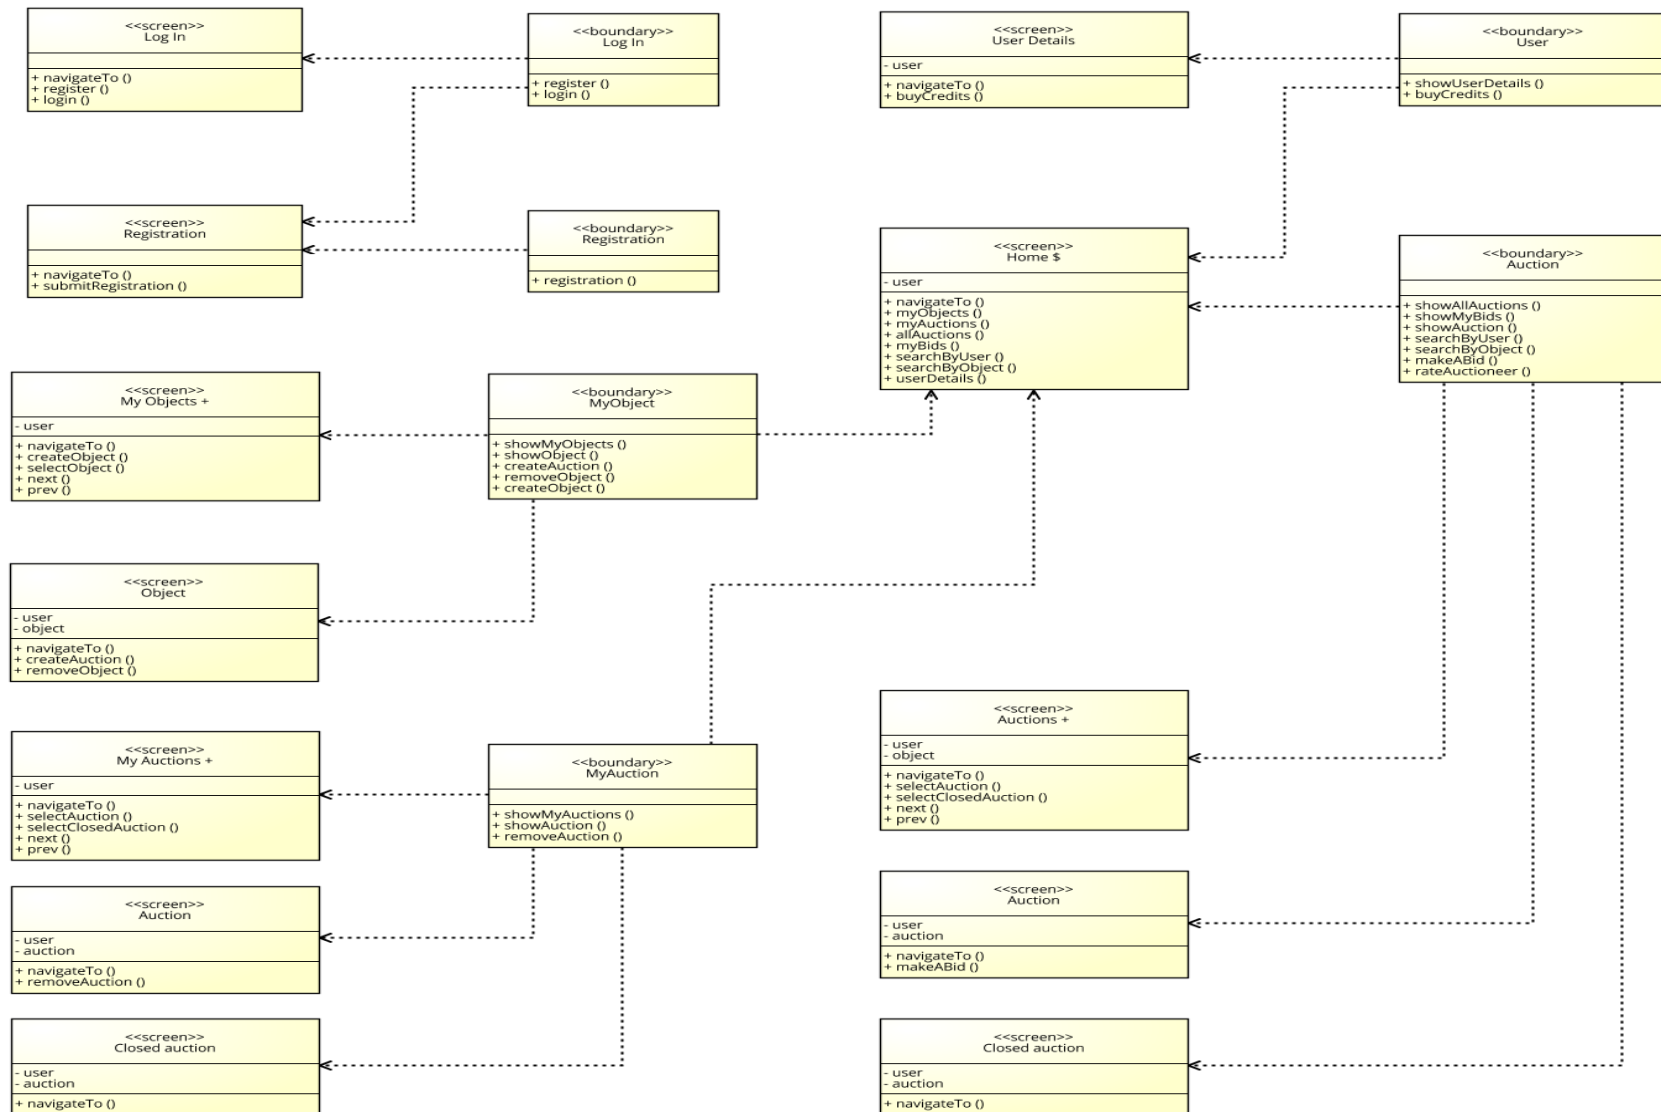 <<screen>>
Log In
+ navigateTo ()
+ register ()
+ login ()
<<boundary>>
Log In
+ register ()
+ login ()
<<screen>>
User Details
- user
+ navigateTo ()
+ buyCredits ()
<<boundary>>
User
+ showUserDetails ()
+ buyCredits ()
<<screen>>
Registration
+ navigateTo ()
+ submitRegistration ()
<<boundary>>
Registration
+ registration ()
<<screen>>
Home $
- user
+ navigateTo ()
+ myObjects ()
+ myAuctions ()
+ allAuctions ()
+ myBids ()
+ searchByUser ()
+ searchByObject ()
+ userDetails ()
<<boundary>>
Auction
+ showAllAuctions ()
+ showMyBids ()
+ showAuction ()
+ searchByUser ()
+ searchByObject ()
+ makeABid ()
+ rateAuctioneer ()
<<screen>>
My Objects +
- user
+ navigateTo ()
+ createObject ()
+ selectObject ()
+ next ()
+ prev ()
<<boundary>>
MyObject
+ showMyObjects ()
+ showObject ()
+ createAuction ()
+ removeObject ()
+ createObject ()
<<screen>>
Object
- user
- object
+ navigateTo ()
+ createAuction ()
+ removeObject ()
<<screen>>
My Auctions +
- user
+ navigateTo ()
+ selectAuction ()
+ selectClosedAuction ()
+ next ()
+ prev ()
<<boundary>>
MyAuction
+ showMyAuctions ()
+ showAuction ()
+ removeAuction ()
<<screen>>
Auctions +
- user
- object
+ navigateTo ()
+ selectAuction ()
+ selectClosedAuction ()
+ next ()
+ prev ()
<<screen>>
Auction
- user
- auction
+ navigateTo ()
+ removeAuction ()
<<screen>>
Auction
- user
- auction
+ navigateTo ()
+ makeABid ()
<<screen>>
Closed auction
- user
- auction
+ navigateTo ()
<<screen>>
Closed auction
- user
- auction
+ navigateTo ()